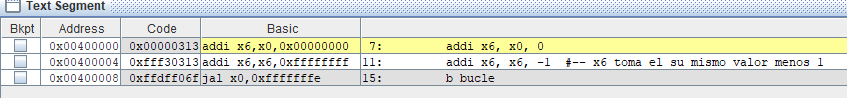 Text Segment
Bkpt Address Code Basic
0x00400000 0x00000313 addi x6,x0,0x00000000 7: addi x6, x0, 0
0x00400004 0xfff30313 addi x6,x6,0xffffffff 11: addi x6, x6, -1 #-- x6 toma el su mismo valor menos 1
0x00400008 0xffdff06f jal x0,0xfffffffe 15: b bucle